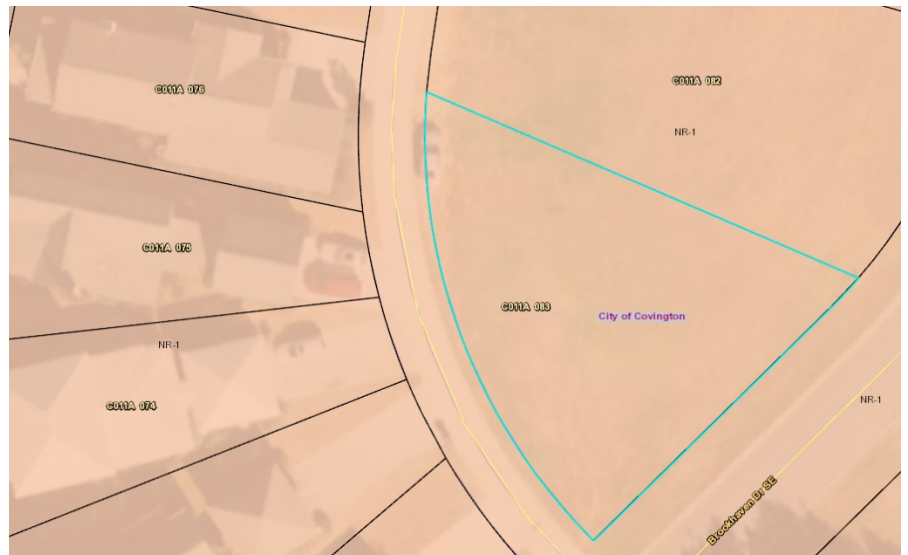 C011A 082
C011A 076
NR-1
C011A 075
C011A 083
City of Covington
NR-1
NR-1
C011A 074
Brookhaven Dr SE